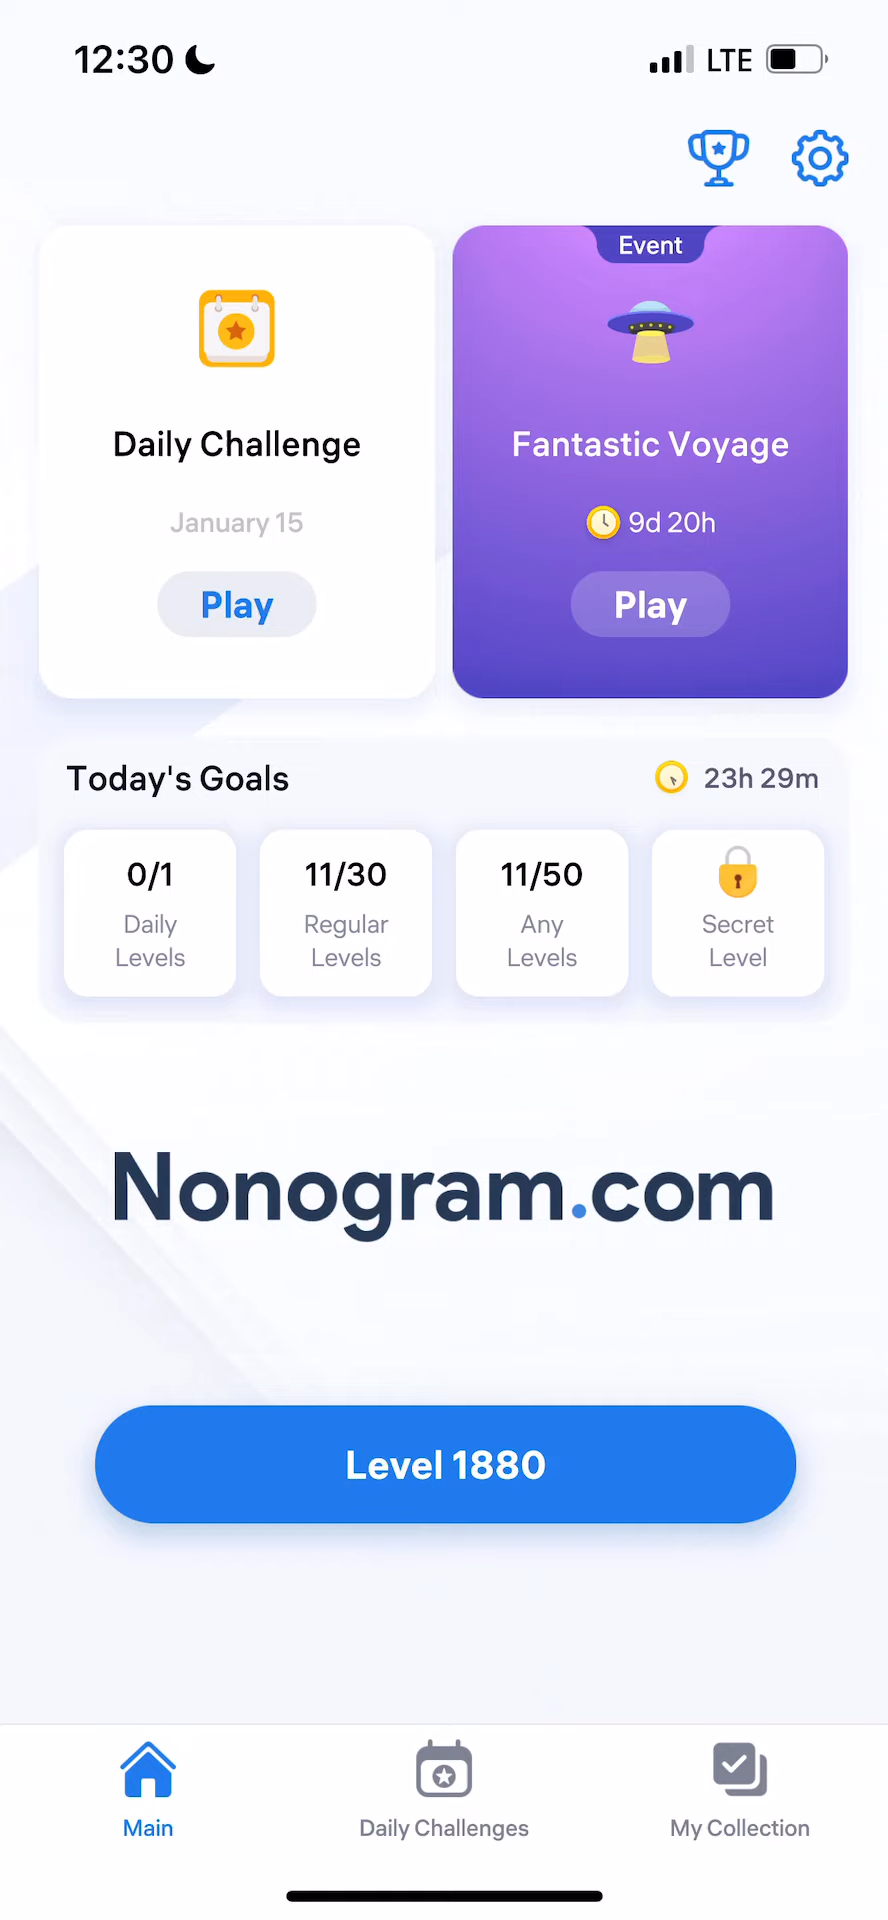 12:30
LTE
Event
Daily Challenge
January 15
Play
Fantastic Voyage
9d 20h
Play
Today's Goals
23h 29m
0/1
Daily
Levels
11/30
Regular
Levels
11/50
Any
Levels
Secret
Level
Nonogram.com
Level 1880
Main
Daily Challenges
My Collection